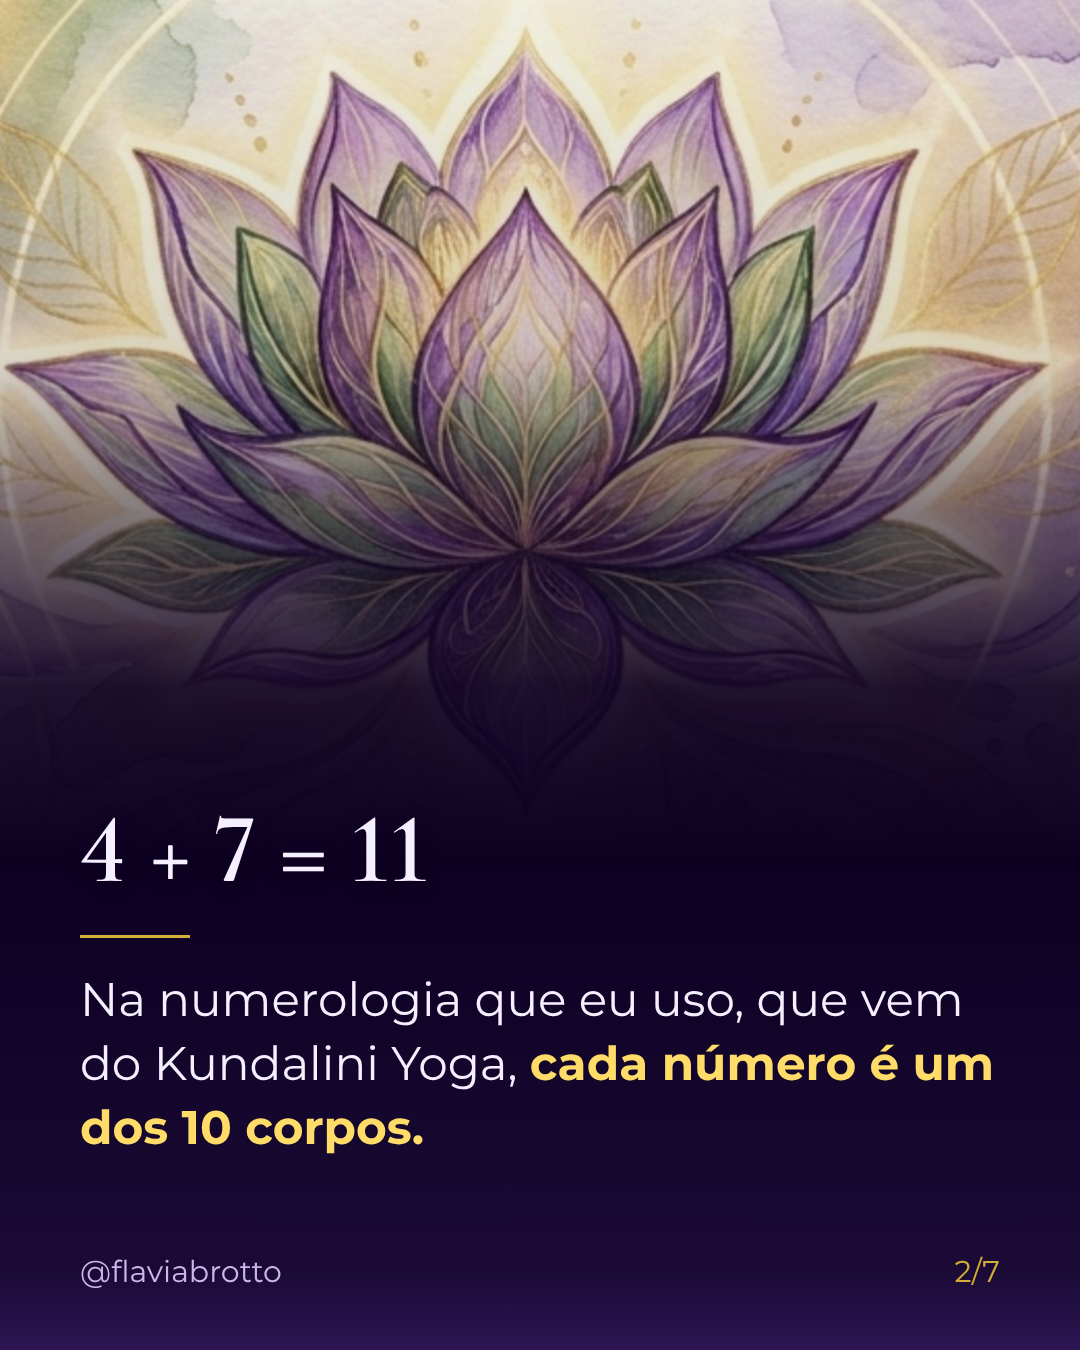 4 + 7 = 11
Na numerologia que eu uso, que vem
do Kundalini Yoga, cada número é um
dos 10 corpos.
@flaviabrotto
2/7